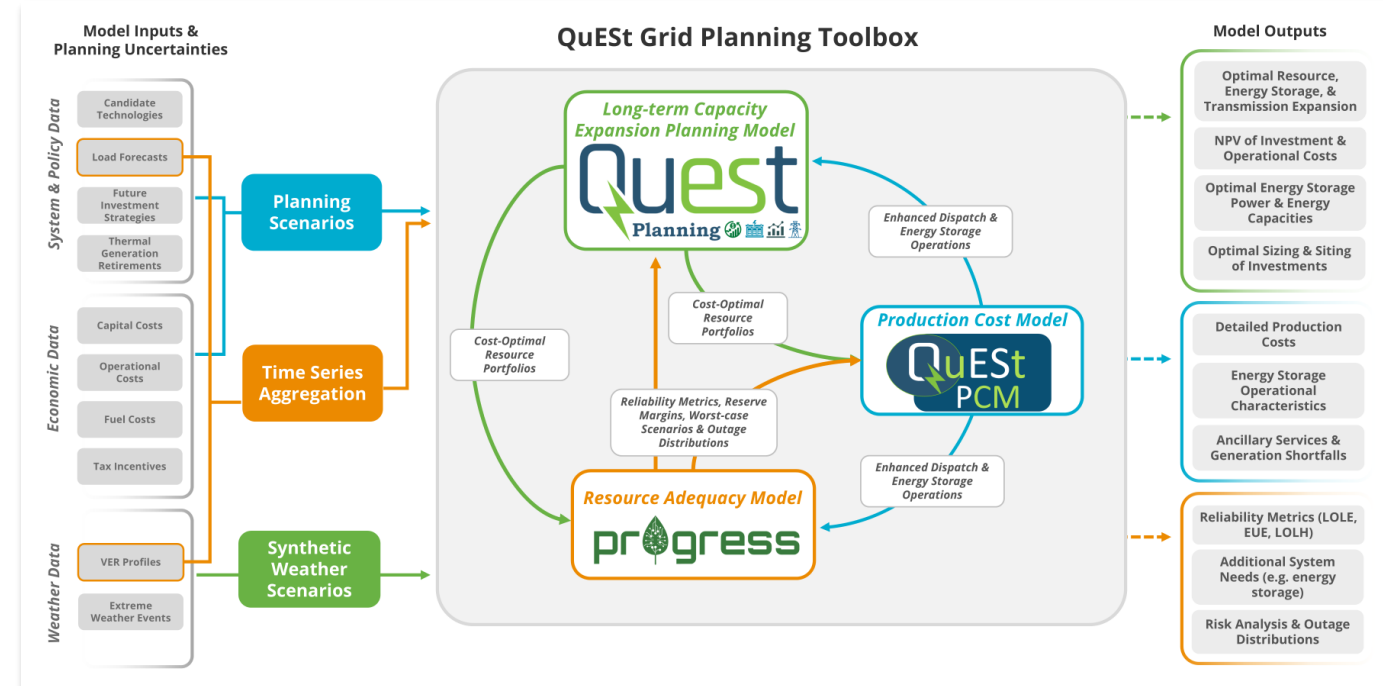 Model Inputs &
Planning Uncertainties
QuESt Grid Planning Toolbox
Model Outputs
System & Policy Data
Candidate
Technologies
Load Forecasts
Future
Investment
Strategies
Thermal
Generation
Retirements
Economic Data
Capital Costs
Operational
Costs
Fuel Costs
Tax Incentives
Weather Data
VER Profiles
Extreme
Weather Events
Planning
Scenarios
Time Series
Aggregation
Synthetic
Weather
Scenarios
Long-term Capacity
Expansion Planning Model
Quest
Planning
Enhanced Dispatch &
Energy Storage
Operations
Cost-Optimal
Resource
Portfolios
Cost-Optimal
Resource
Portfolios
Production Cost Model
QuESt
PCM
Reliability Metrics, Reserve
Margins, Worst-case
Scenarios & Outage
Distributions
Enhanced Dispatch &
Energy Storage
Operations
Resource Adequacy Model
progress
Optimal Resource,
Energy Storage, &
Transmission Expansion
NPV of Investment &
Operational Costs
Optimal Energy Storage
Power & Energy
Capacities
Optimal Sizing & Siting
of Investments
Detailed Production
Costs
Energy Storage
Operational
Characteristics
Ancillary Services &
Generation Shortfalls
Reliability Metrics (LOLE,
EUE, LOLH)
Additional System
Needs (e.g. energy
storage)
Risk Analysis & Outage
Distributions